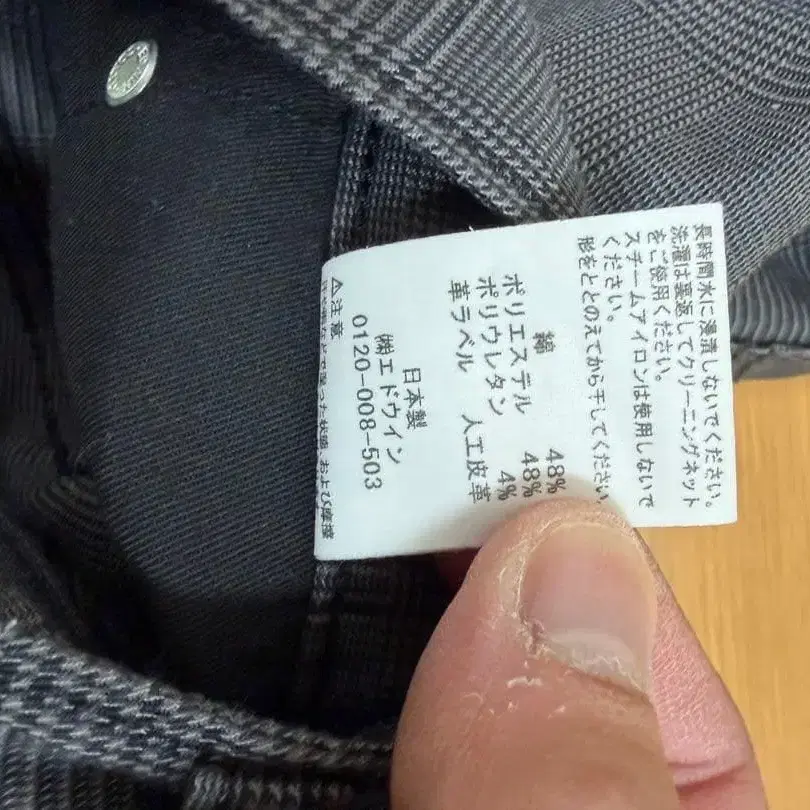 長時間水に浸漬しないでください。
洗濯は裏返してクリーニングネット
をご使用ください。
スチームアイロンは使用しないで
ください。
形をととのえてから干してください。
綿 48%
ポリエステル 48%
ポリウレタン 4%
革ラベル 人工皮革
日本製
㈱エドウイン
0120-008-503
⚠注意